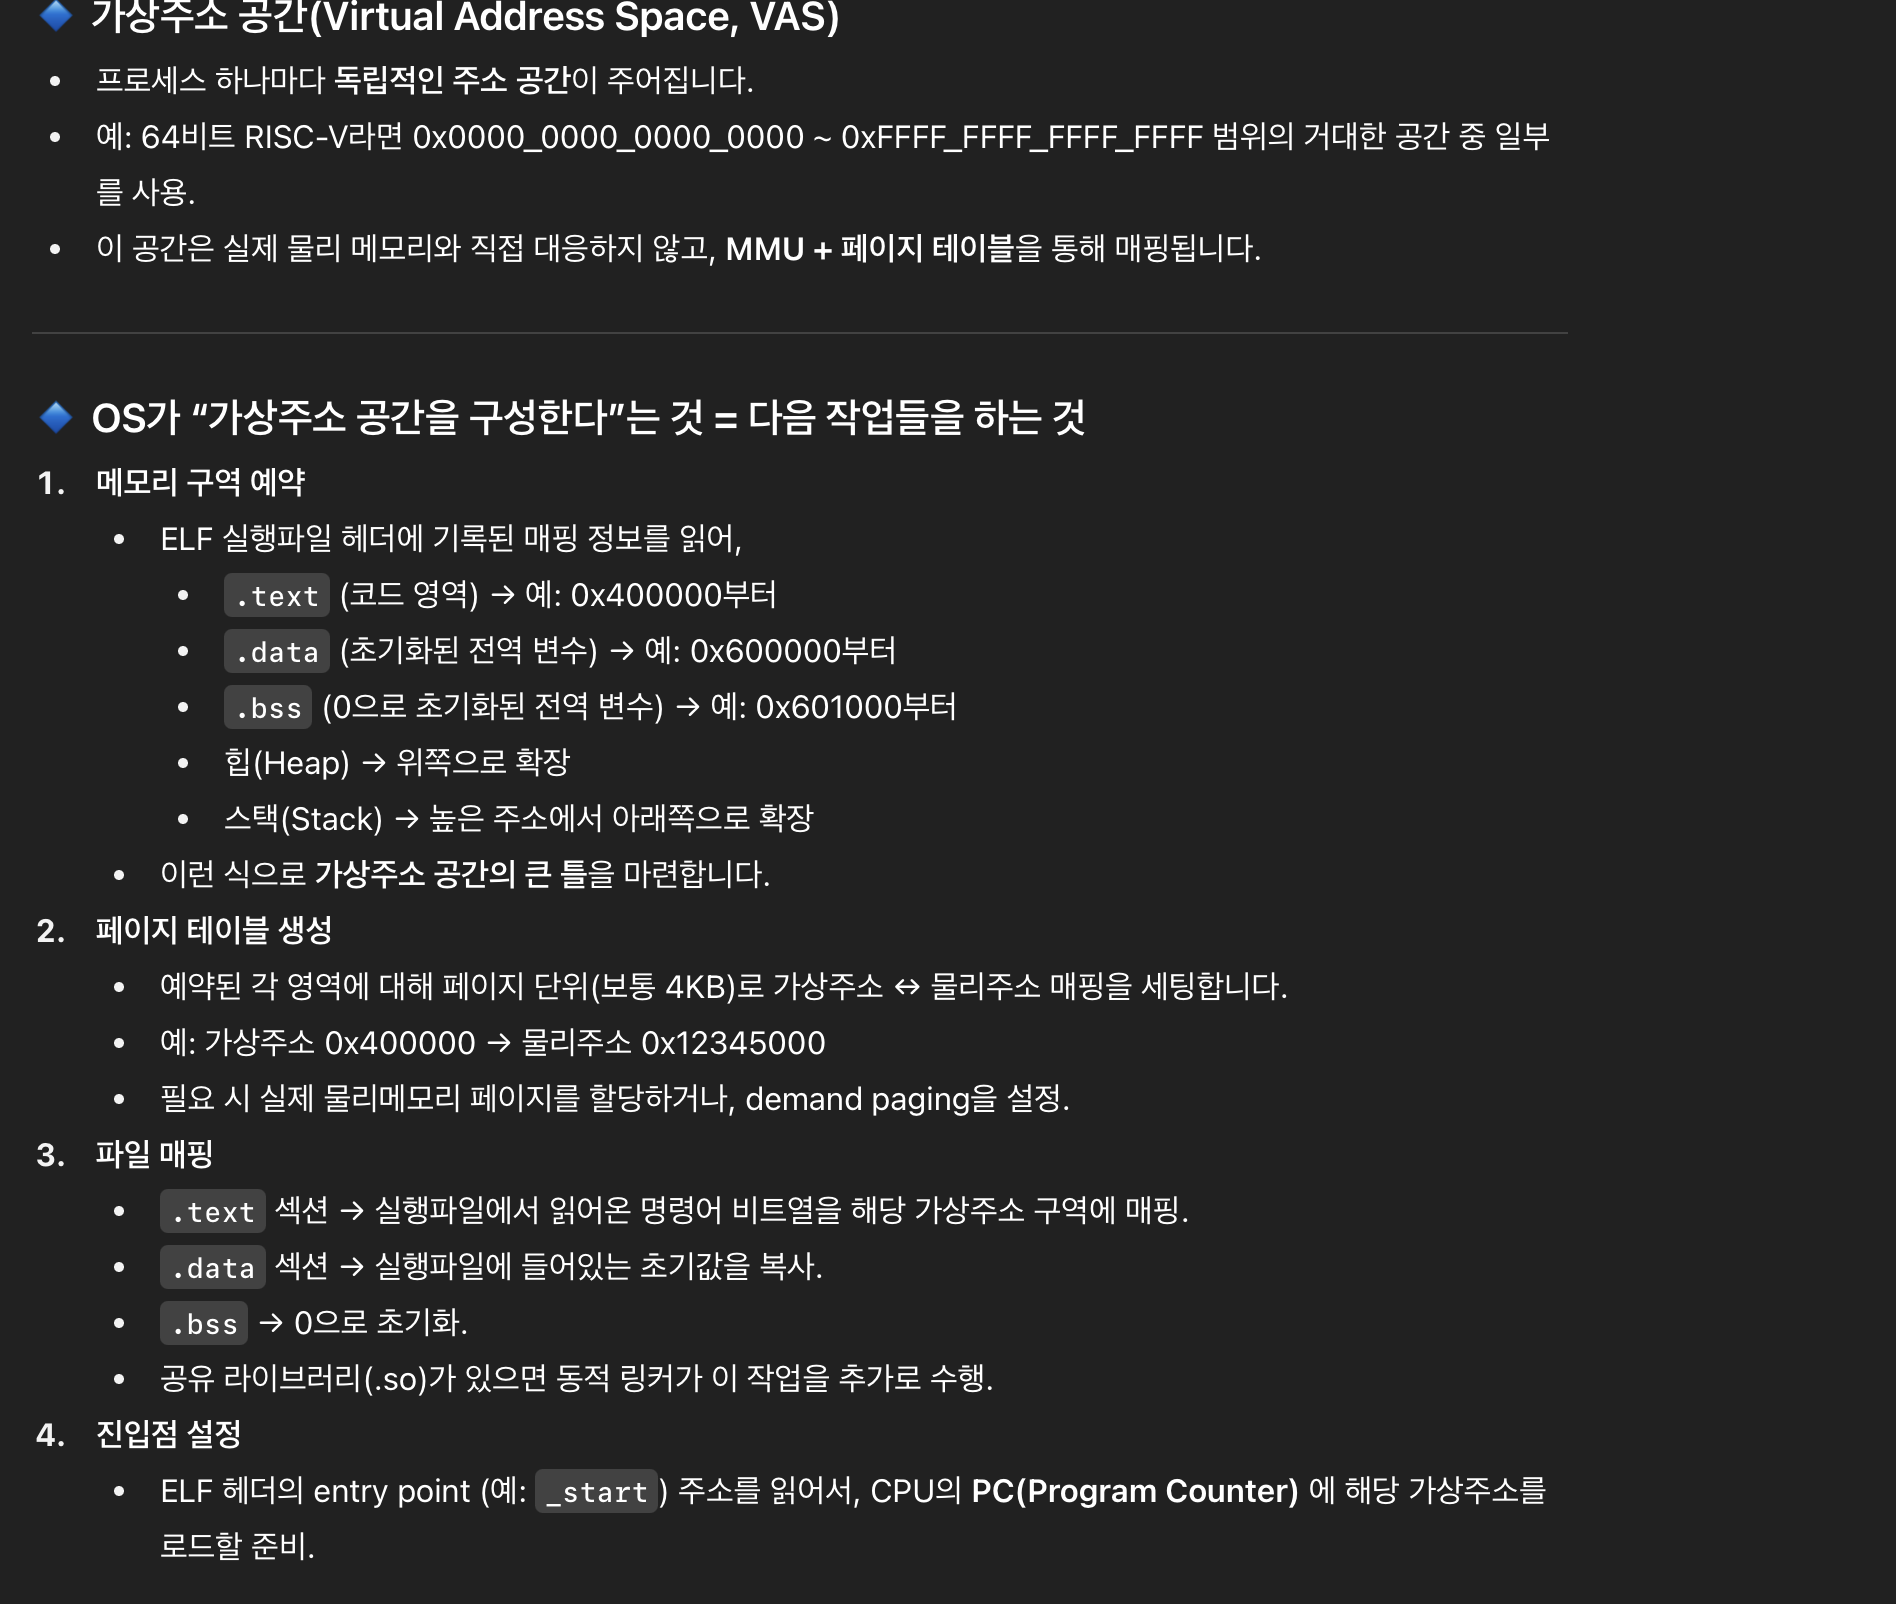 가상주소 공간(Virtual Address Space, VAS)
• 프로세스 하나마다 독립적인 주소 공간이 주어집니다.
• 예: 64비트 RISC-V라면 0x0000_0000_0000_0000 ~ 0xFFFF_FFFF_FFFF_FFFF 범위의 거대한 공간 중 일부
를 사용.
• 이 공간은 실제 물리 메모리와 직접 대응하지 않고, MMU + 페이지 테이블을 통해 매핑됩니다.
OS가 “가상주소 공간을 구성한다”는 것 = 다음 작업들을 하는 것
1. 메모리 구역 예약
• ELF 실행파일 헤더에 기록된 매핑 정보를 읽어,
• .text (코드 영역) → 예: 0x400000부터
• .data (초기화된 전역 변수) → 예: 0x600000부터
• .bss (0으로 초기화된 전역 변수) → 예: 0x601000부터
• 힙(Heap) → 위쪽으로 확장
• 스택(Stack) → 높은 주소에서 아래쪽으로 확장
• 이런 식으로 가상주소 공간의 큰 틀을 마련합니다.
2. 페이지 테이블 생성
• 예약된 각 영역에 대해 페이지 단위(보통 4KB)로 가상주소 ↔ 물리주소 매핑을 세팅합니다.
• 예: 가상주소 0x400000 → 물리주소 0x12345000
• 필요 시 실제 물리메모리 페이지를 할당하거나, demand paging을 설정.
3. 파일 매핑
• .text 섹션 → 실행파일에서 읽어온 명령어 비트열을 해당 가상주소 구역에 매핑.
• .data 섹션 → 실행파일에 들어있는 초기값을 복사.
• .bss → 0으로 초기화.
• 공유 라이브러리(.so)가 있으면 동적 링커가 이 작업을 추가로 수행.
4. 진입점 설정
• ELF 헤더의 entry point (예: _start) 주소를 읽어서, CPU의 PC(Program Counter) 에 해당 가상주소를
로드할 준비.